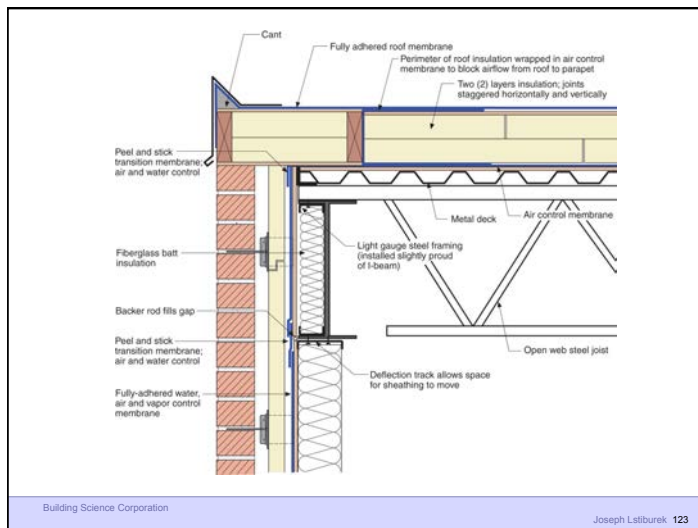 Cant
Fully adhered roof membrane
Perimeter of roof insulation wrapped in air control
membrane to block airflow from roof to parapet
Two (2) layers insulation; joints
staggered horizontally and vertically
Peel and stick
transition membrane;
air and water control
Metal deck
Air control membrane
Fiberglass batt
insulation
Light gauge steel framing
(installed slightly proud
of I-beam)
Backer rod fills gap
Peel and stick
transition membrane;
air and water control
Open web steel joist
Deflection track allows space
for sheathing to move
Fully-adhered water,
air and vapor control
membrane
Building Science Corporation
Joseph Lstiburek 123